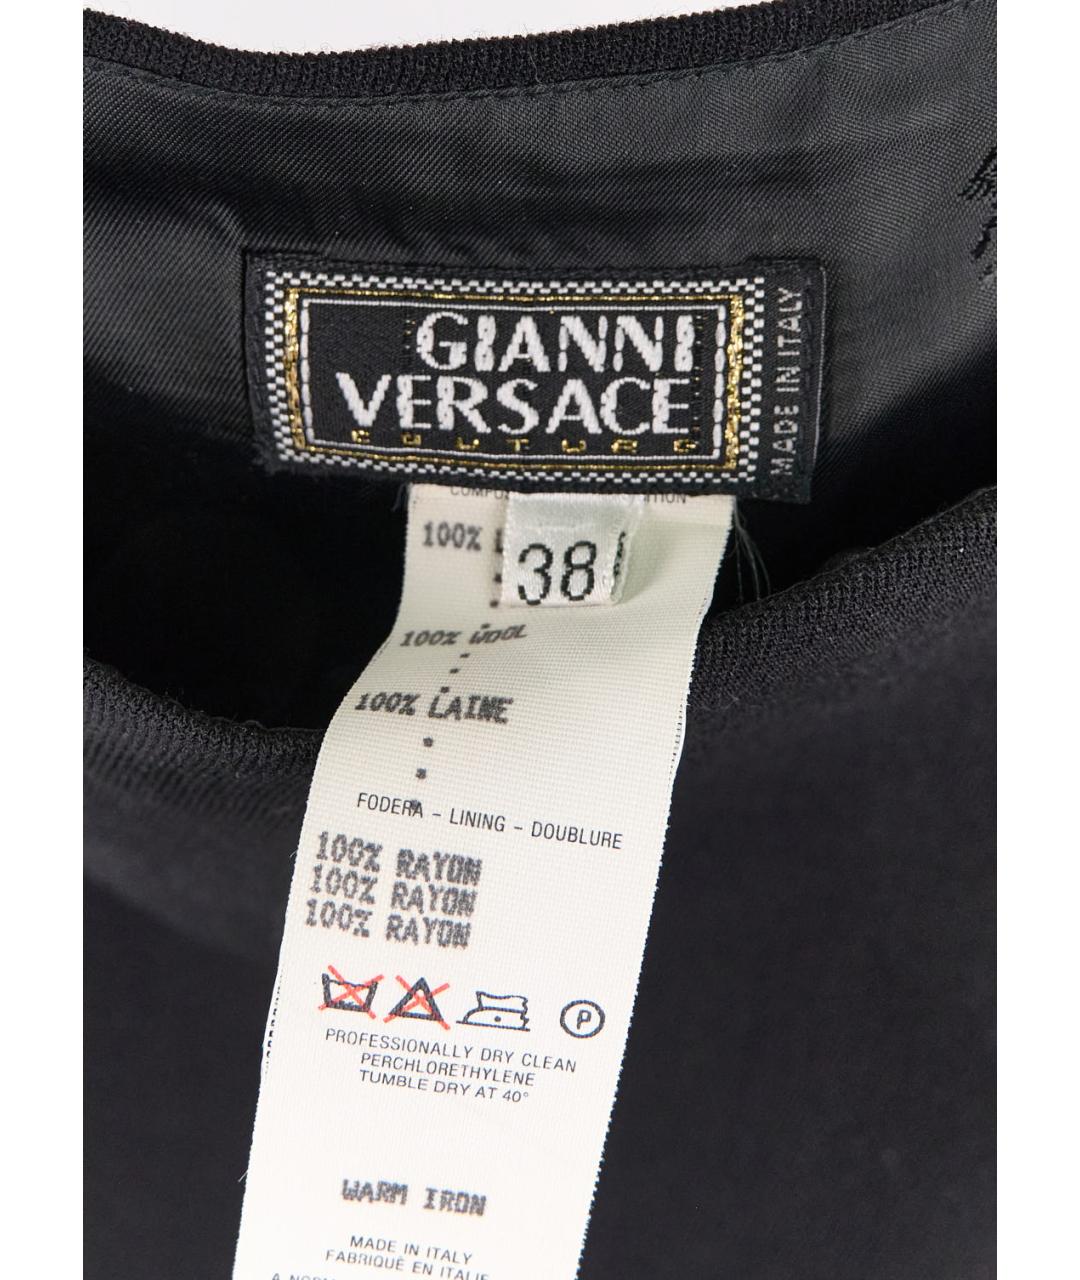 GIANNI
VERSACE
COUTURE
MADE IN ITALY
100%
38
100% WOOL
100% LAINE
FODERA - LINING - DOUBLURE
100% RAYON
100% RAYON
100% RAYON
P
PROFESSIONALLY DRY CLEAN
PERCHLORETHYLENE
TUMBLE DRY AT 40°
WARM IRON
MADE IN ITALY
FABRIQUÉ EN ITALIE